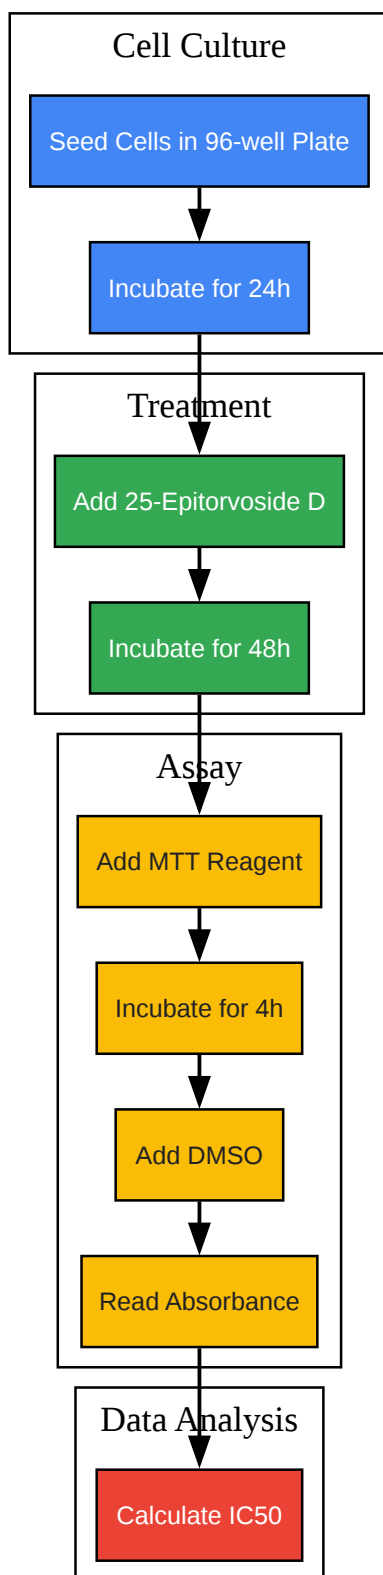 Cell Culture
Seed Cells in 96-well Plate
Incubate for 24h
Treatment
Add 25-Epitorvoside D
Incubate for 48h
Assay
Add MTT Reagent
Incubate for 4h
Add DMSO
Read Absorbance
Data Analysis
Calculate IC50